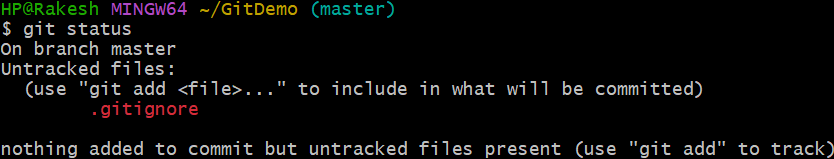 HP@Rakesh MINGW64 ~/GitDemo (master)
$ git status
On branch master
Untracked files:
  (use "git add <file>..." to include in what will be committed)
        .gitignore

nothing added to commit but untracked files present (use "git add" to track)